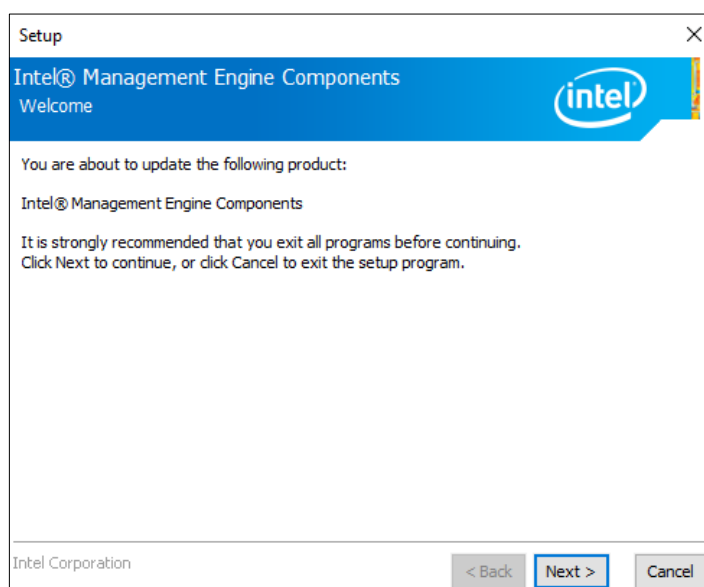 Setup
Intel® Management Engine Components
Welcome
intel
You are about to update the following product:
Intel® Management Engine Components
It is strongly recommended that you exit all programs before continuing.
Click Next to continue, or click Cancel to exit the setup program.
Intel Corporation
< Back Next > Cancel